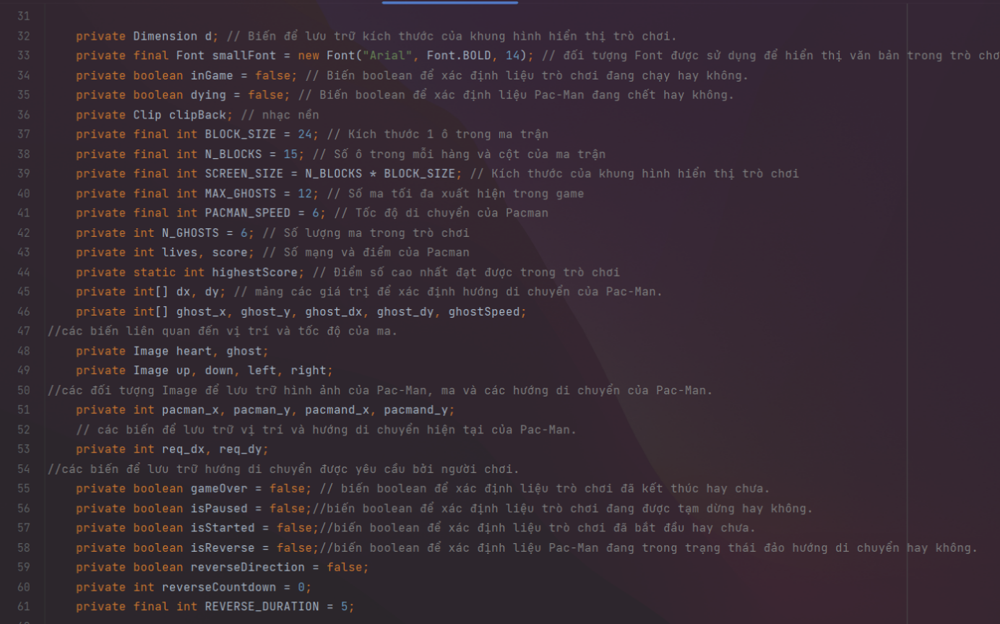 31
32 private Dimension d; // Biến để lưu trữ kích thước của khung hình hiển thị trò chơi.
33 private final Font smallFont = new Font("Arial", Font.BOLD, 14); // đối tượng Font được sử dụng để hiển thị văn bản trong trò chơ
34 private boolean inGame = false; // Biến boolean để xác định liệu trò chơi đang chạy hay không.
35 private boolean dying = false; // Biến boolean để xác định liệu Pac-Man đang chết hay không.
36 private Clip clipBack; // nhạc nền
37 private final int BLOCK_SIZE = 24; // Kích thước 1 ô trong ma trận
38 private final int N_BLOCKS = 15; // Số ô trong mỗi hàng và cột của ma trận
39 private final int SCREEN_SIZE = N_BLOCKS * BLOCK_SIZE; // Kích thước của khung hình hiển thị trò chơi
40 private final int MAX_GHOSTS = 12; // Số ma tối đa xuất hiện trong game
41 private final int PACMAN_SPEED = 6; // Tốc độ di chuyển của Pacman
42 private int N_GHOSTS = 6; // Số lượng ma trong trò chơi
43 private int lives, score; // Số mạng và điểm của Pacman
44 private static int highestScore; // Điểm số cao nhất đạt được trong trò chơi
45 private int[] dx, dy; // mảng các giá trị để xác định hướng di chuyển của Pac-Man.
46 private int[] ghost_x, ghost_y, ghost_dx, ghost_dy, ghostSpeed;
47 //các biến liên quan đến vị trí và tốc độ của ma.
48 private Image heart, ghost;
49 private Image up, down, left, right;
50 //các đối tượng Image để lưu trữ hình ảnh của Pac-Man, ma và các hướng di chuyển của Pac-Man.
51 private int pacman_x, pacman_y, pacmand_x, pacmand_y;
52 // các biến để lưu trữ vị trí và hướng di chuyển hiện tại của Pac-Man.
53 private int req_dx, req_dy;
54 //các biến để lưu trữ hướng di chuyển được yêu cầu bởi người chơi.
55 private boolean gameOver = false; // biến boolean để xác định liệu trò chơi đã kết thúc hay chưa.
56 private boolean isPaused = false;//biến boolean để xác định liệu trò chơi đang được tạm dừng hay không.
57 private boolean isStarted = false;//biến boolean để xác định liệu trò chơi đã bắt đầu hay chưa.
58 private boolean isReverse = false;//biến boolean để xác định liệu Pac-Man đang trong trạng thái đảo hướng di chuyển hay không.
59 private boolean reverseDirection = false;
60 private int reverseCountdown = 0;
61 private final int REVERSE_DURATION = 5;